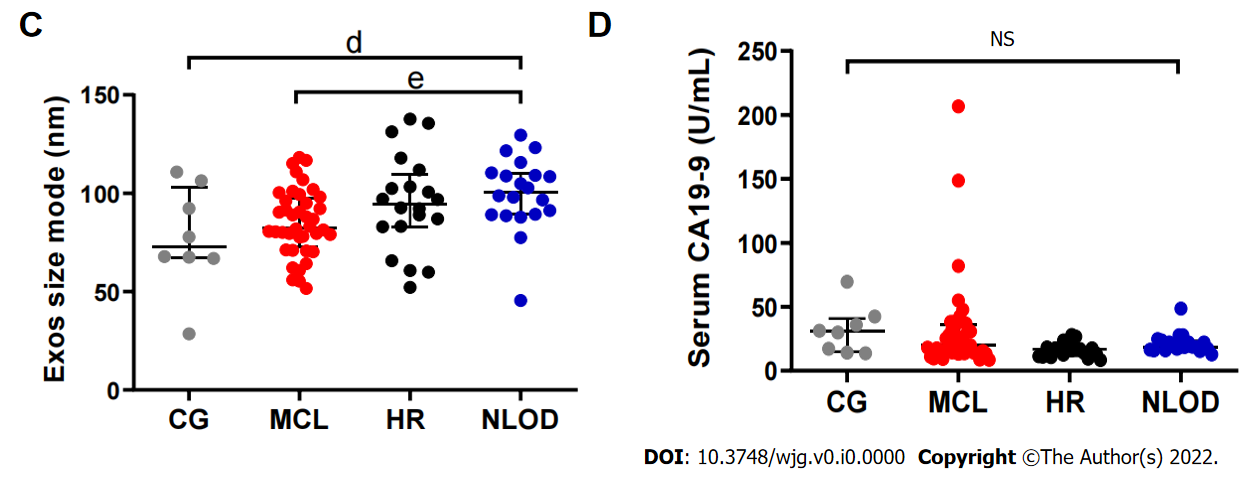 C
d
e
Exos size mode (nm)
150
100
50
0
CG MCL HR NLOD
D
NS
Serum CA19-9 (U/mL)
250
200
150
100
50
0
CG MCL HR NLOD
DOI: 10.3748/wjg.v0.i0.0000 Copyright ©The Author(s) 2022.